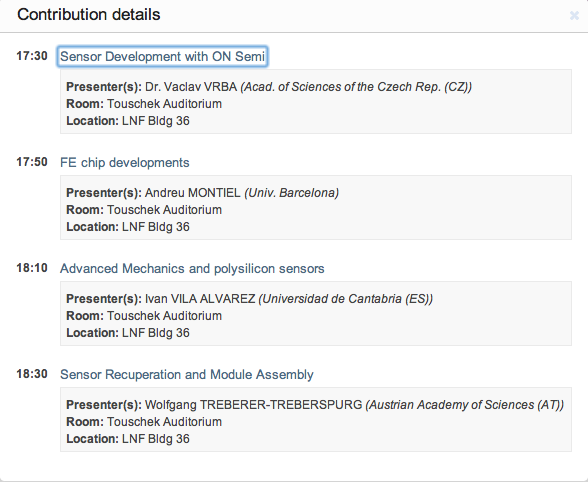 Contribution details
×
17:30 Sensor Development with ON Semi
Presenter(s): Dr. Vaclav VRBA (Acad. of Sciences of the Czech Rep. (CZ))
Room: Touschek Auditorium
Location: LNF Bldg 36
17:50 FE chip developments
Presenter(s): Andreu MONTIEL (Univ. Barcelona)
Room: Touschek Auditorium
Location: LNF Bldg 36
18:10 Advanced Mechanics and polysilicon sensors
Presenter(s): Ivan VILA ALVAREZ (Universidad de Cantabria (ES))
Room: Touschek Auditorium
Location: LNF Bldg 36
18:30 Sensor Recuperation and Module Assembly
Presenter(s): Wolfgang TREBERER-TREBERSPURG (Austrian Academy of Sciences (AT))
Room: Touschek Auditorium
Location: LNF Bldg 36